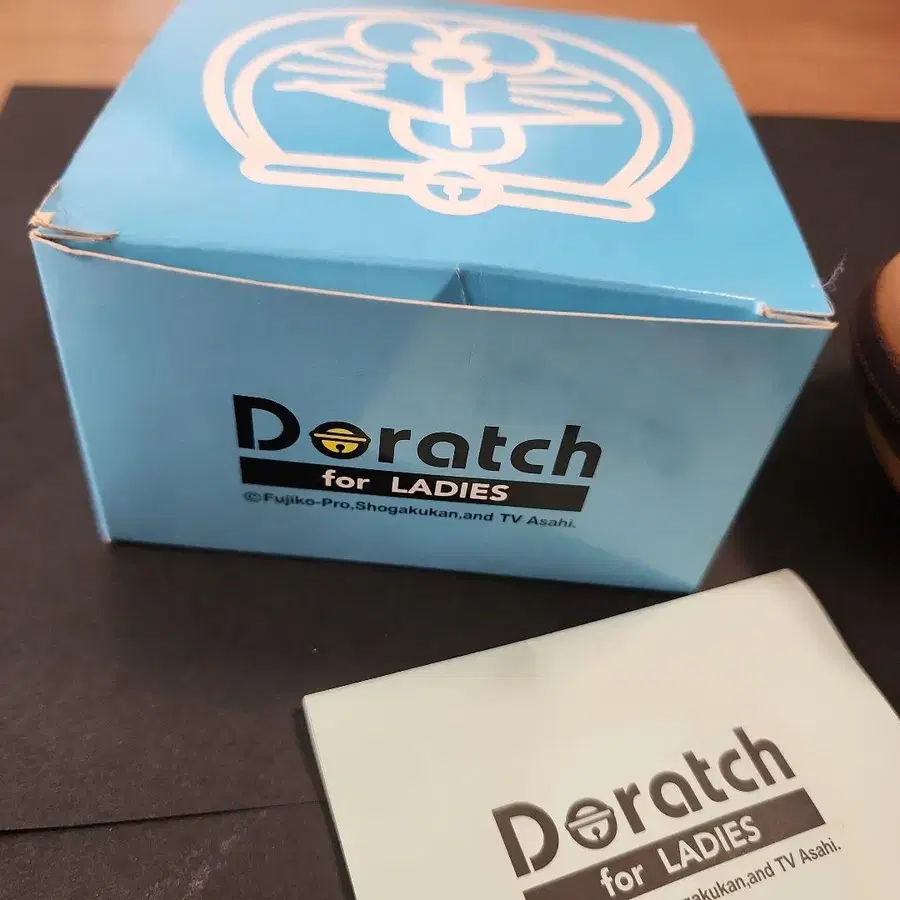 Doratch
for LADIES
©Fujiko-Pro,Shogakukan,and TV Asahi.
Doratch
for LADIES
gakukan,and TV Asahi.